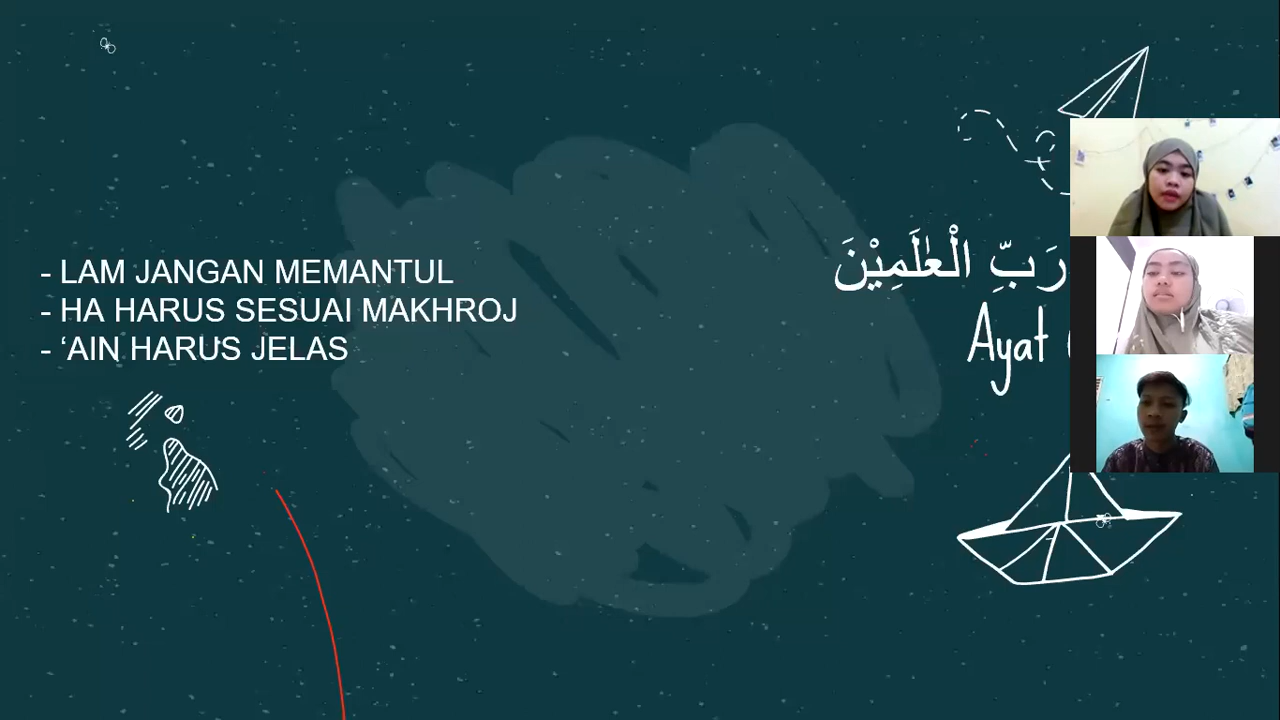 - LAM JANGAN MEMANTUL
- HA HARUS SESUAI MAKHROJ
- ‘AIN HARUS JELAS
رَبِّ الْعٰلَمِيْنَ
Ayat